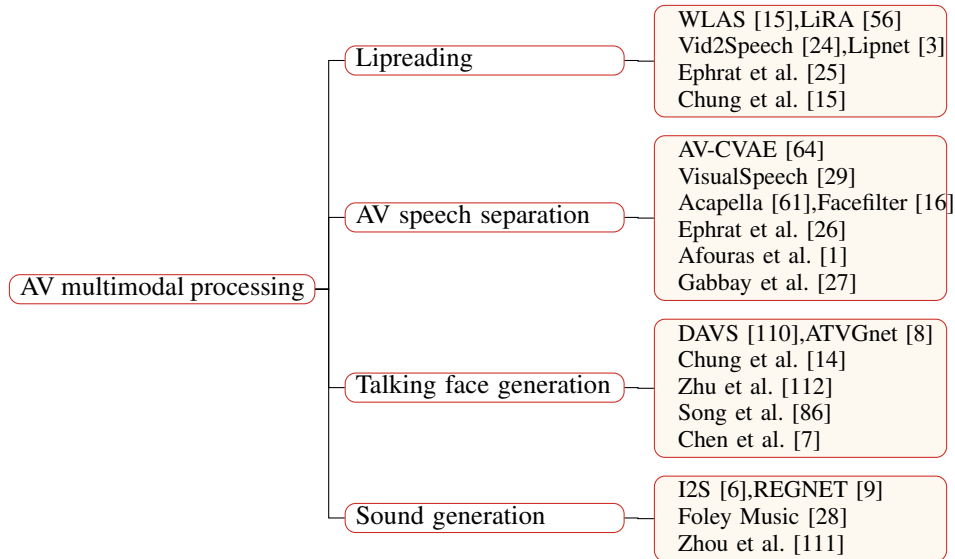 AV multimodal processing
Lipreading
WLAS [15],LiRA [56]
Vid2Speech [24],Lipnet [3]
Ephrat et al. [25]
Chung et al. [15]
AV speech separation
AV-CVAE [64]
VisualSpeech [29]
Acapella [61],Facefilter [16]
Ephrat et al. [26]
Afouras et al. [1]
Gabbay et al. [27]
Talking face generation
DAVS [110],ATVGnet [8]
Chung et al. [14]
Zhu et al. [112]
Song et al. [86]
Chen et al. [7]
Sound generation
I2S [6],REGNET [9]
Foley Music [28]
Zhou et al. [111]